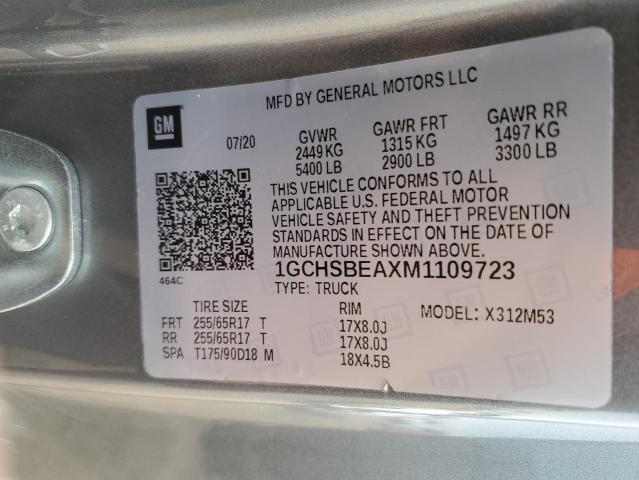 MFD BY GENERAL MOTORS LLC
GM
07/20
GVWR
2449 KG
5400 LB
GAWR FRT
1315 KG
2900 LB
GAWR RR
1497 KG
3300 LB
THIS VEHICLE CONFORMS TO ALL
APPLICABLE U.S. FEDERAL MOTOR
VEHICLE SAFETY AND THEFT PREVENTION
STANDARDS IN EFFECT ON THE DATE OF
MANUFACTURE SHOWN ABOVE.
464C
1GCHSBEAXM1109723
TYPE: TRUCK
TIRE SIZE RIM MODEL: X312M53
FRT 255/65R17 T 17X8.0J
RR 255/65R17 T 17X8.0J
SPA T175/90D18 M 18X4.5B